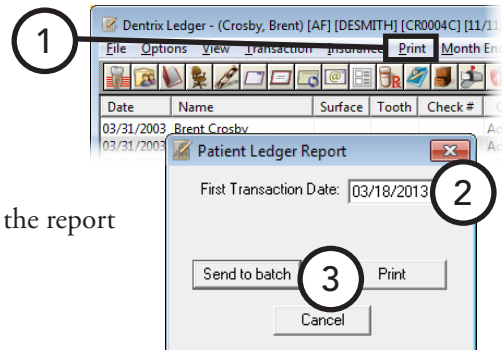 1
Dentrix Ledger - (Crosby, Brent) [AF] [DESMITH] [CR0004C] [11/11
File Options View Transaction Insurance Print Month En
Date Name Surface Tooth Check #
03/31/2003 Brent Crosby
03/31/2003
Patient Ledger Report
First Transaction Date: 03/18/2013
2
the report
Send to batch 3 Print
Cancel